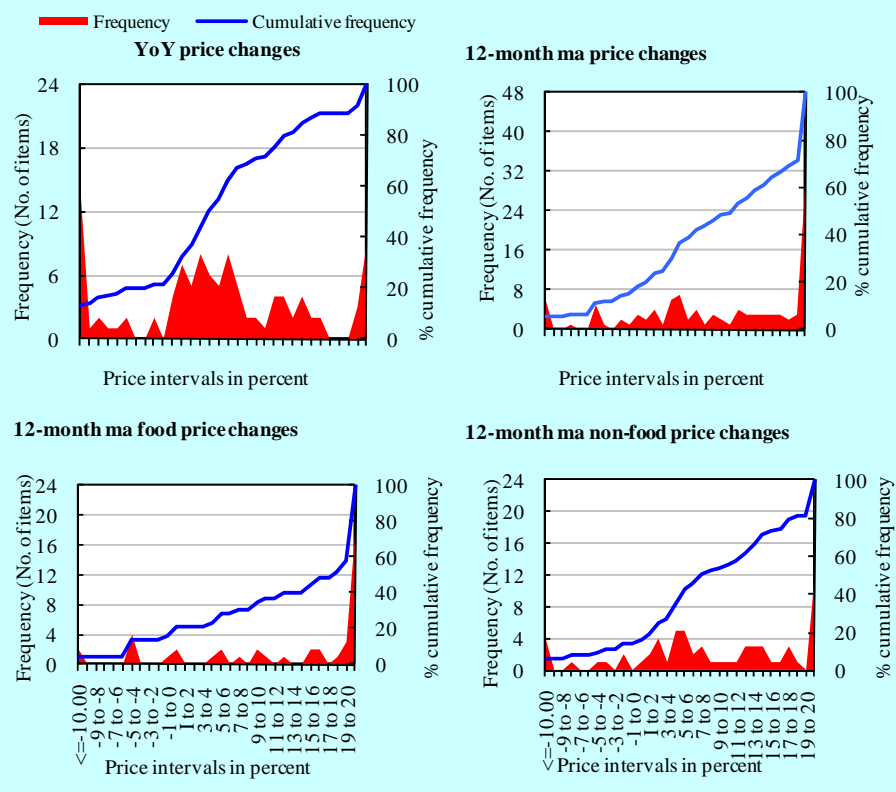 Frequency Cumulative frequency
YoY price changes
24
18
12
6
0
Frequency (No. of items)
100
80
60
40
20
0
% cumulative frequency
Price intervals in percent
12-month ma price changes
48
40
32
24
16
8
0
Frequency (No. of items)
100
80
60
40
20
0
% cumulative frequency
Price intervals in percent
12-month ma food price changes
24
20
16
12
8
4
0
Frequency (No. of items)
100
80
60
40
20
0
% cumulative frequency
<=-10.00
-9 to -8
-7 to -6
-5 to -4
-3 to -2
-1 to 0
1 to 2
3 to 4
5 to 6
7 to 8
9 to 10
11 to 12
13 to 14
15 to 16
17 to 18
19 to 20
Price intervals in percent
12-month ma non-food price changes
24
20
16
12
8
4
0
Frequency (No. of items)
100
80
60
40
20
0
% cumulative frequency
<=-10.00
-9 to -8
-7 to -6
-5 to -4
-3 to -2
-1 to 0
1 to 2
3 to 4
5 to 6
7 to 8
9 to 10
11 to 12
13 to 14
15 to 16
17 to 18
19 to 20
Price intervals in percent